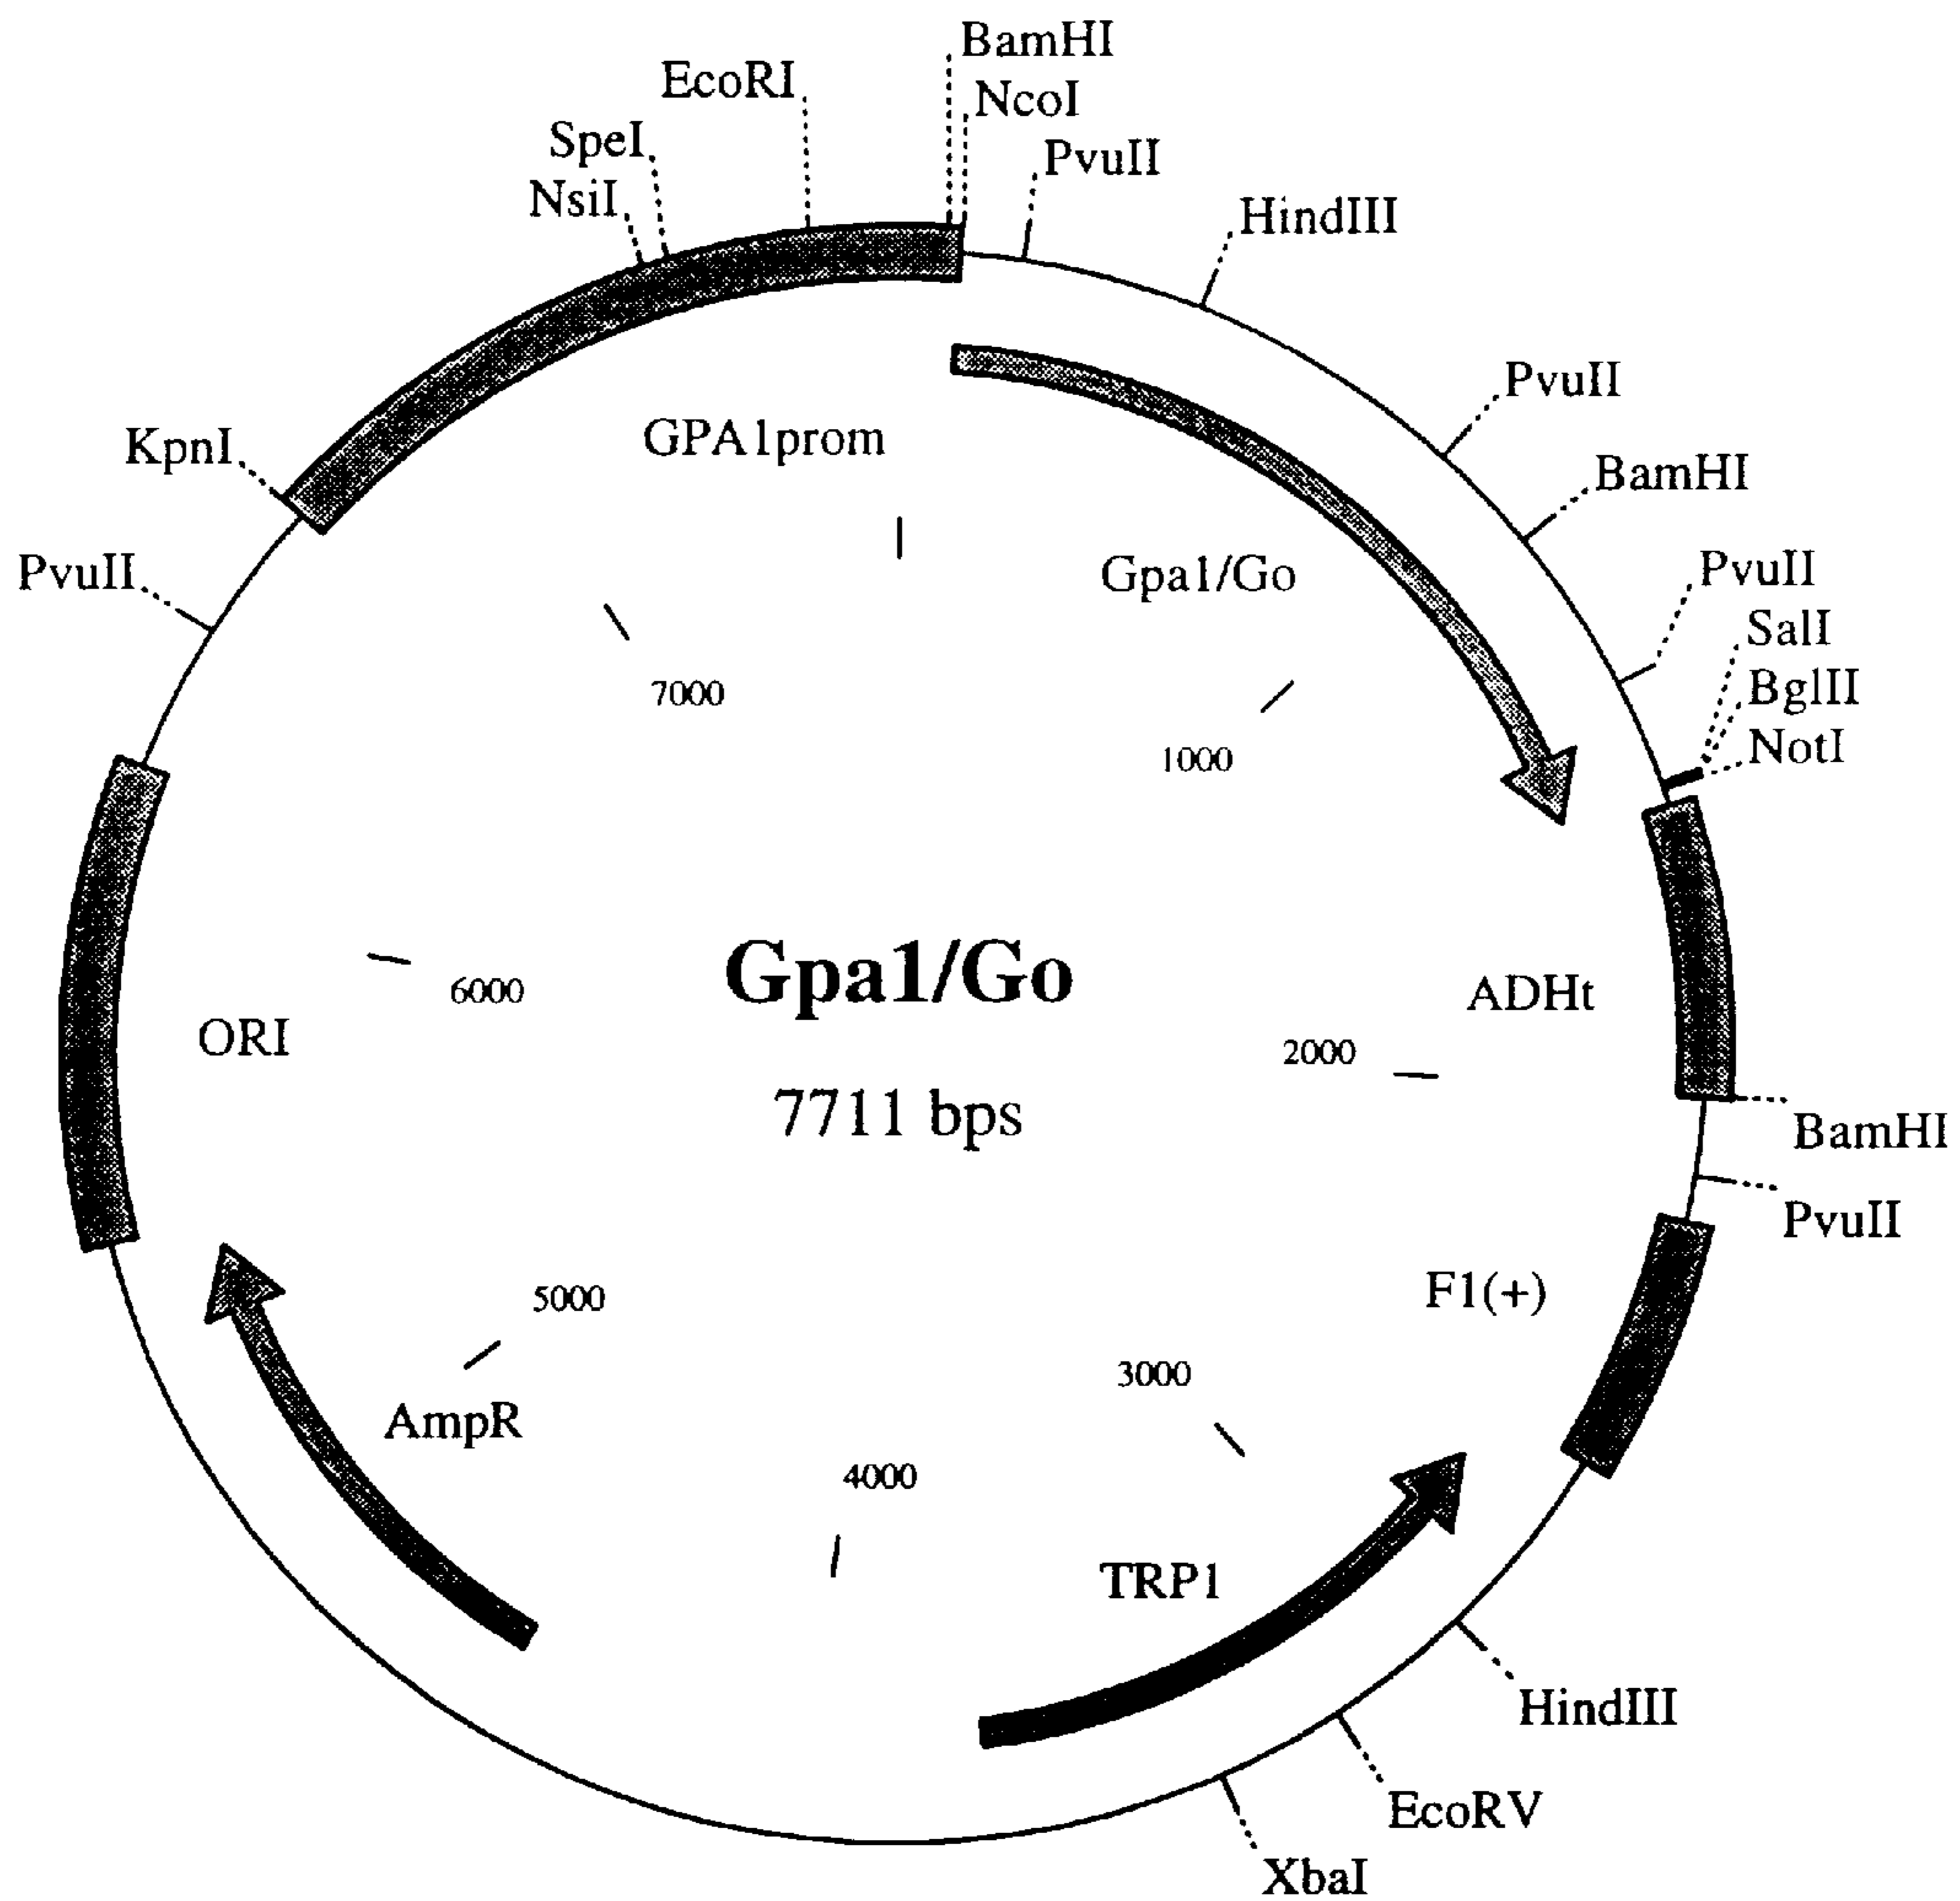 BamHI
EcoRI
NcoI
SpeI
PvuII
NsiI
HindIII
PvuII
GPA1prom
KpnI
BamHI
PvuII
Gpa1/Go
PvuII
SalI
BglII
7000
NotI
1000
Gpa1/Go
6000
ADHt
ORI
2000
7711 bps
BamHI
PvuII
F1(+)
5000
3000
AmpR
4000
TRP1
HindIII
EcoRV
XbaI